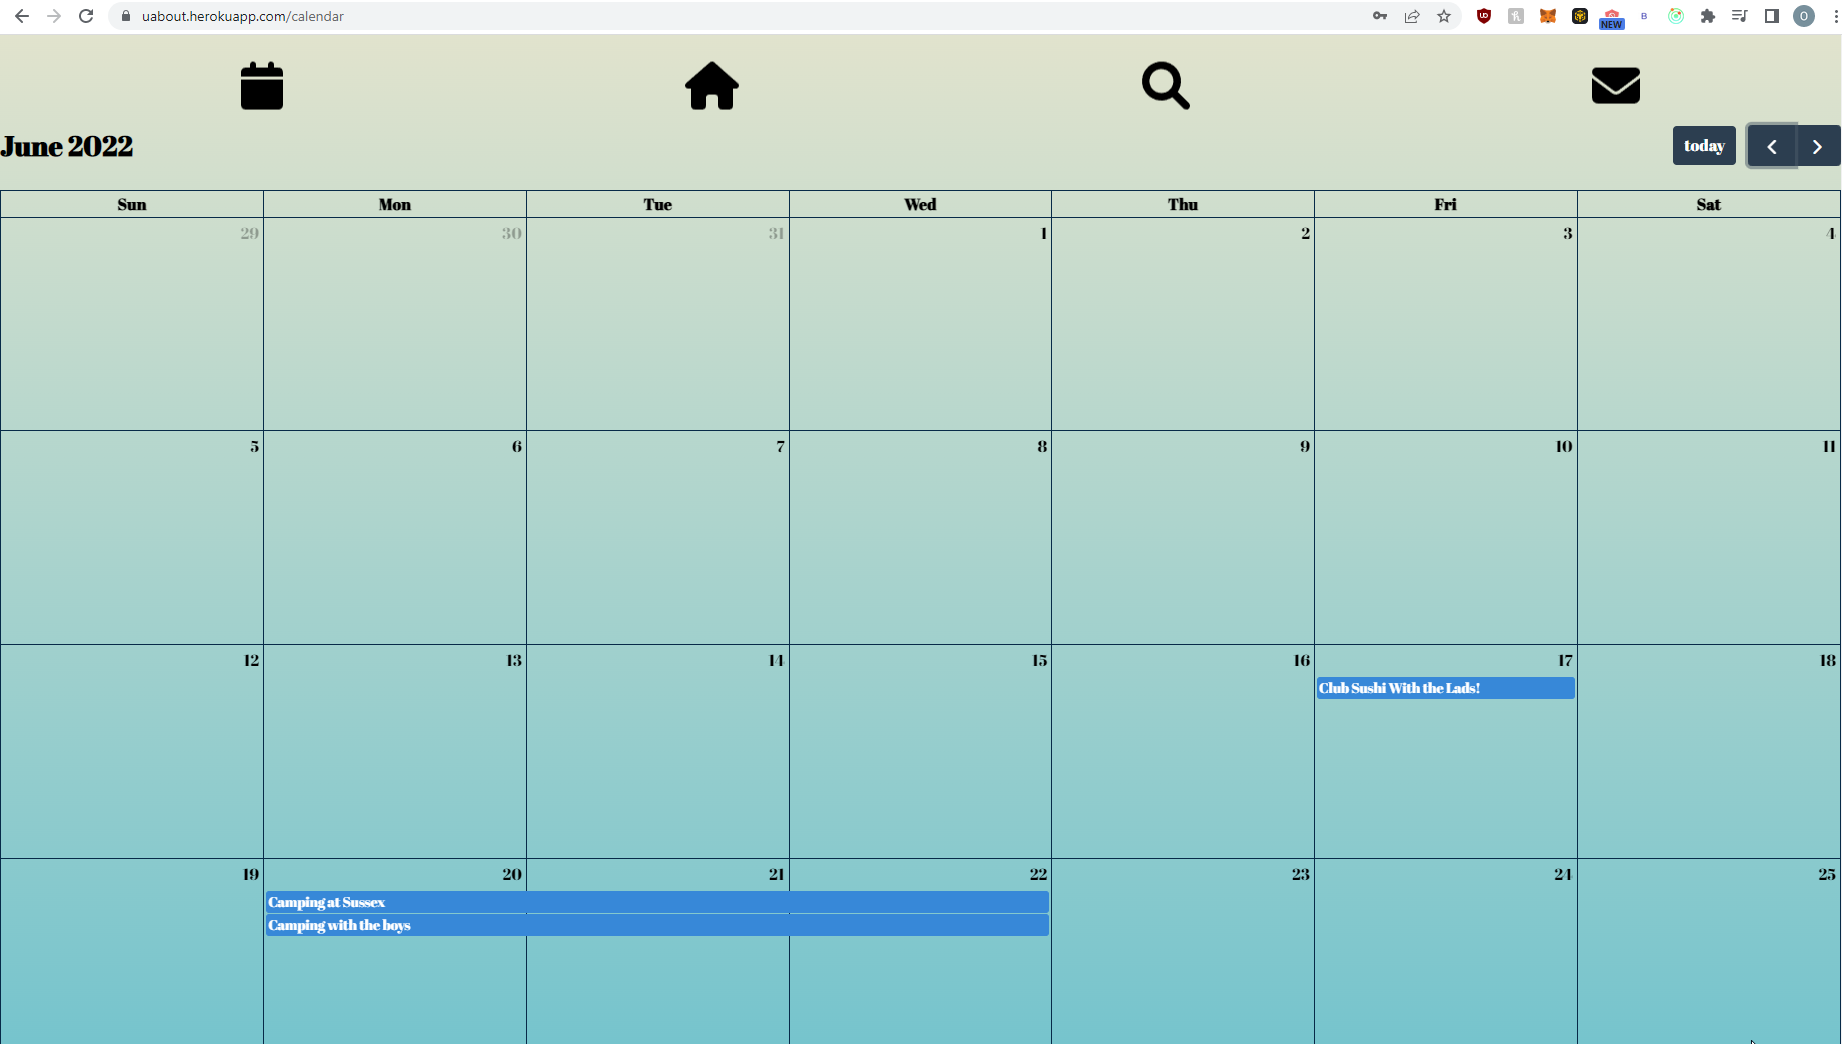 uabout.herokuapp.com/calendar
NEW
B
O
June 2022
today
Sun Mon Tue Wed Thu Fri Sat
29 30 31 1 2 3 4
5 6 7 8 9 10 11
12 13 14 15 16 17 18
Club Sushi With the Lads!
19 20 21 22 23 24 25
Camping at Sussex
Camping with the boys